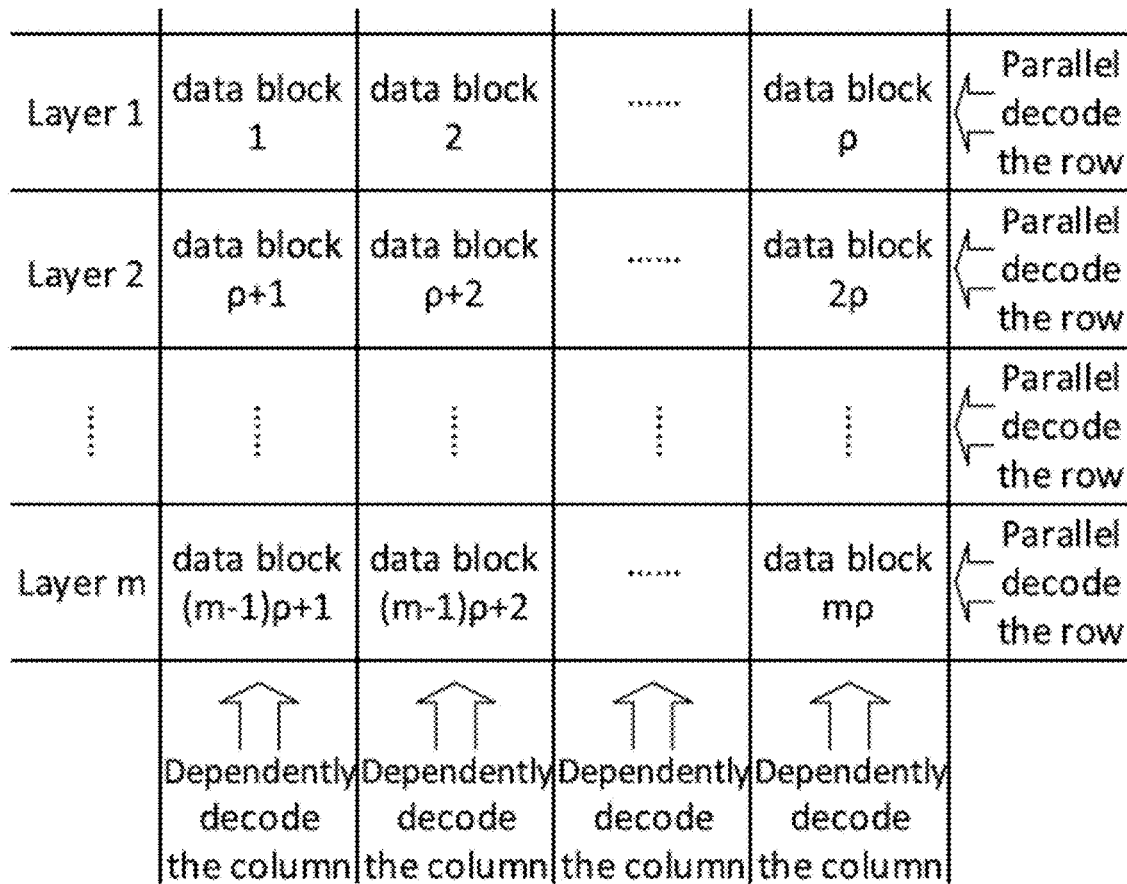 Layer 1
data block
1
data block
2
......
data block
ρ
Parallel
decode
the row
Layer 2
data block
ρ+1
data block
ρ+2
......
data block
2ρ
Parallel
decode
the row
......
......
......
......
......
Parallel
decode
the row
Layer m
data block
(m-1)ρ+1
data block
(m-1)ρ+2
......
data block
mρ
Parallel
decode
the row
Dependently
decode
the column
Dependently
decode
the column
Dependently
decode
the column
Dependently
decode
the column